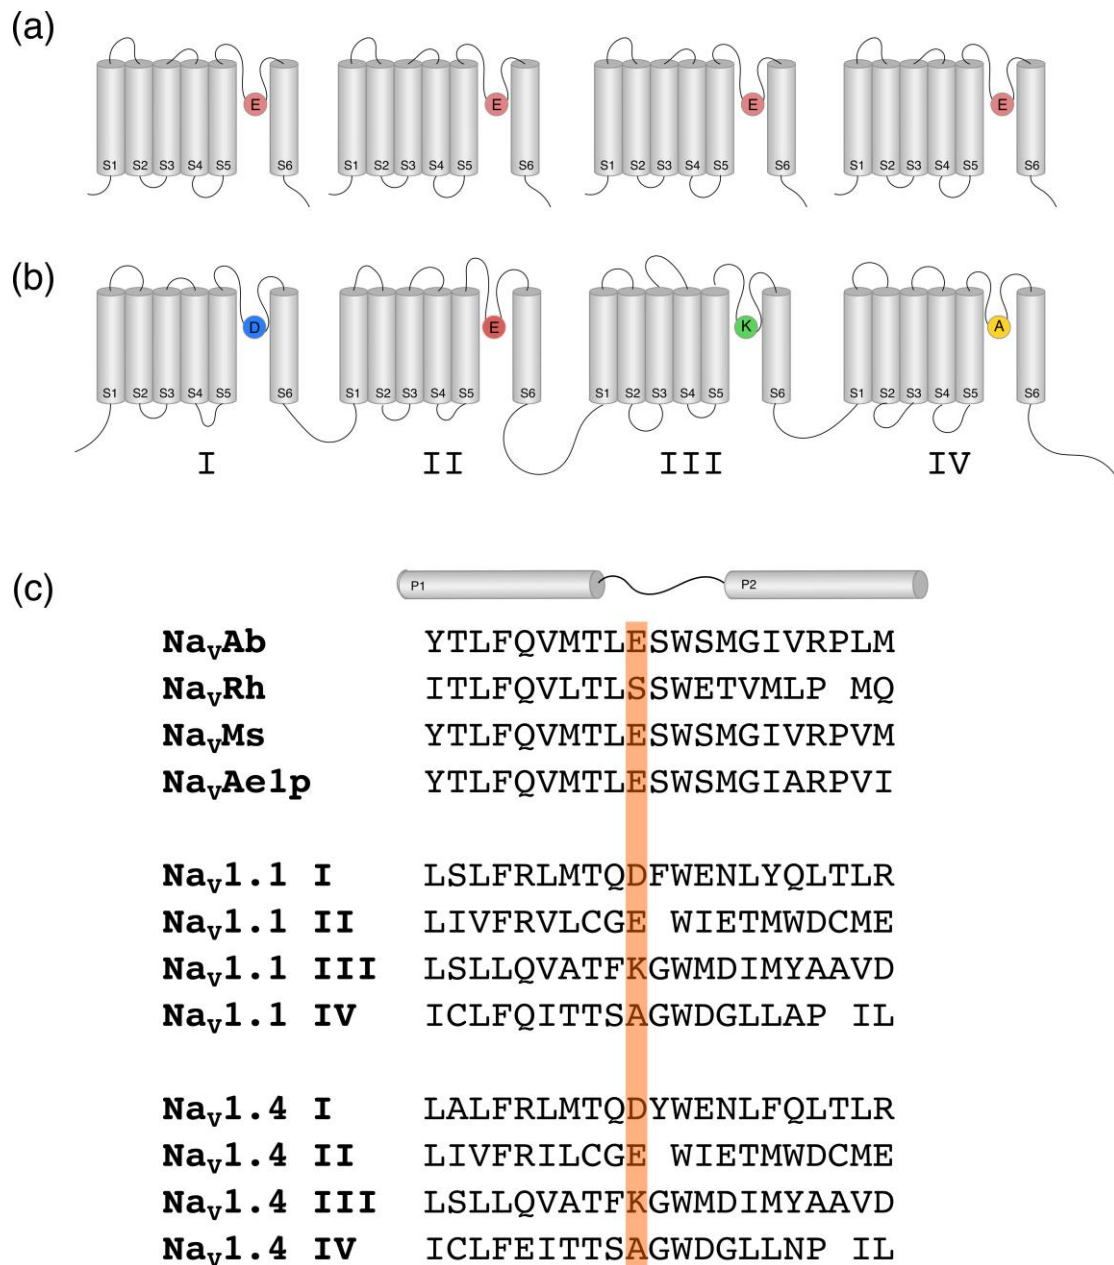 (a)
E E E E
S1 S2 S3 S4 S5 S6 S1 S2 S3 S4 S5 S6 S1 S2 S3 S4 S5 S6 S1 S2 S3 S4 S5 S6
(b)
D E K A
S1 S2 S3 S4 S5 S6 S1 S2 S3 S4 S5 S6 S1 S2 S3 S4 S5 S6 S1 S2 S3 S4 S5 S6
I II III IV
(c)
P1 P2
NavAb YTLFQVMTLESWSMGIVRPLM
NavRh ITLFQVLTLSSWETVMLP MQ
NavMs YTLFQVMTLESWSMGIVRPVM
NavAe1p YTLFQVMTLESWSMGIARPVI
Nav1.1 I LSLFRLMTQDFWENLYQLTLR
Nav1.1 II LIVFRVLCGE WIETMWDCME
Nav1.1 III LSLLQVATFKGWMDIMYAAVD
Nav1.1 IV ICLFQITTSAGWDGLLAP IL
Nav1.4 I LALFRLMTQDYWENLFQLTLR
Nav1.4 II LIVFRILCGE WIETMWDCME
Nav1.4 III LSLLQVATFKGWMDIMYAAVD
Nav1.4 IV ICLFEITTSAGWDGLLNP IL